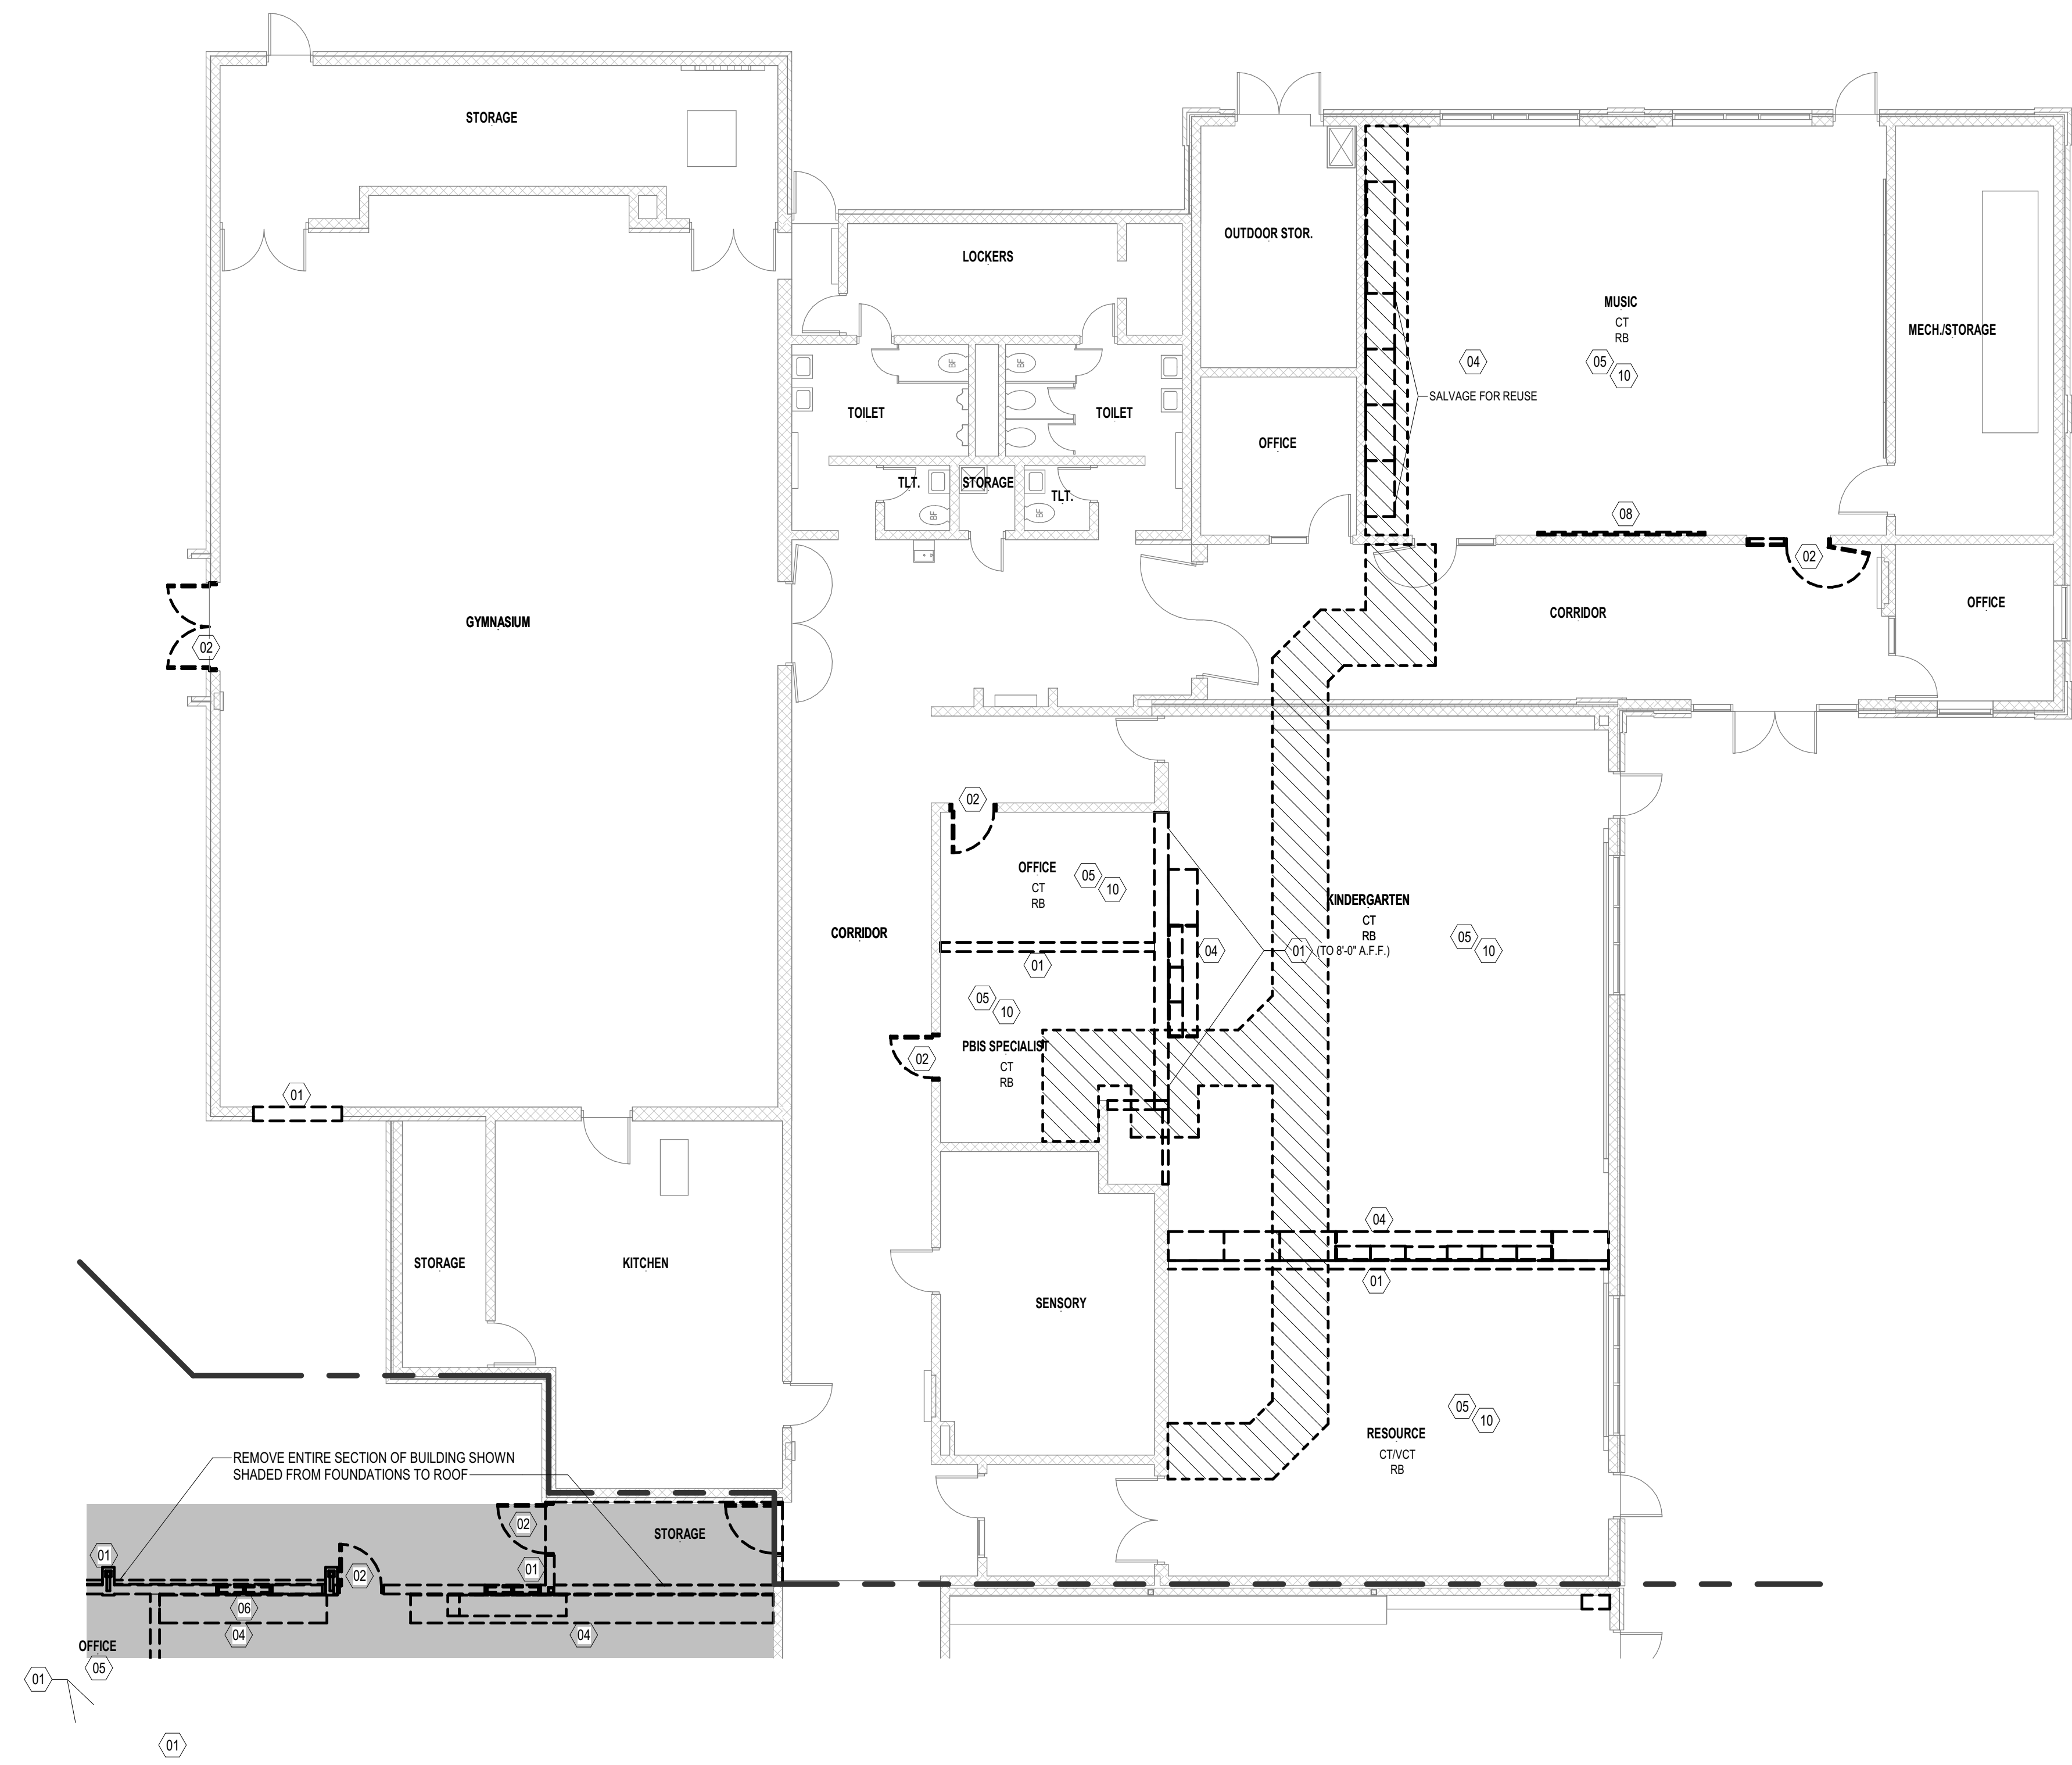 STORAGE
OUTDOOR STOR.
LOCKERS
MUSIC
CT
RB
MECH./STORAGE
04
05
10
SALVAGE FOR REUSE
BF
BF
TOILET
TOILET
OFFICE
TLT.
STORAGE
TLT.
BF
BF
08
02
OFFICE
CORRIDOR
GYMNASIUM
02
02
OFFICE
CT
RB
05
10
KINDERGARTEN
CT
RB
CORRIDOR
05
10
04
01
(TO 8'-0" A.F.F.)
01
05
10
PBIS SPECIALIST
CT
RB
02
01
04
STORAGE
KITCHEN
01
SENSORY
05
10
RESOURCE
CT/VCT
RB
REMOVE ENTIRE SECTION OF BUILDING SHOWN
SHADED FROM FOUNDATIONS TO ROOF
02
STORAGE
01
02
01
06
04
04
OFFICE
05
01
01